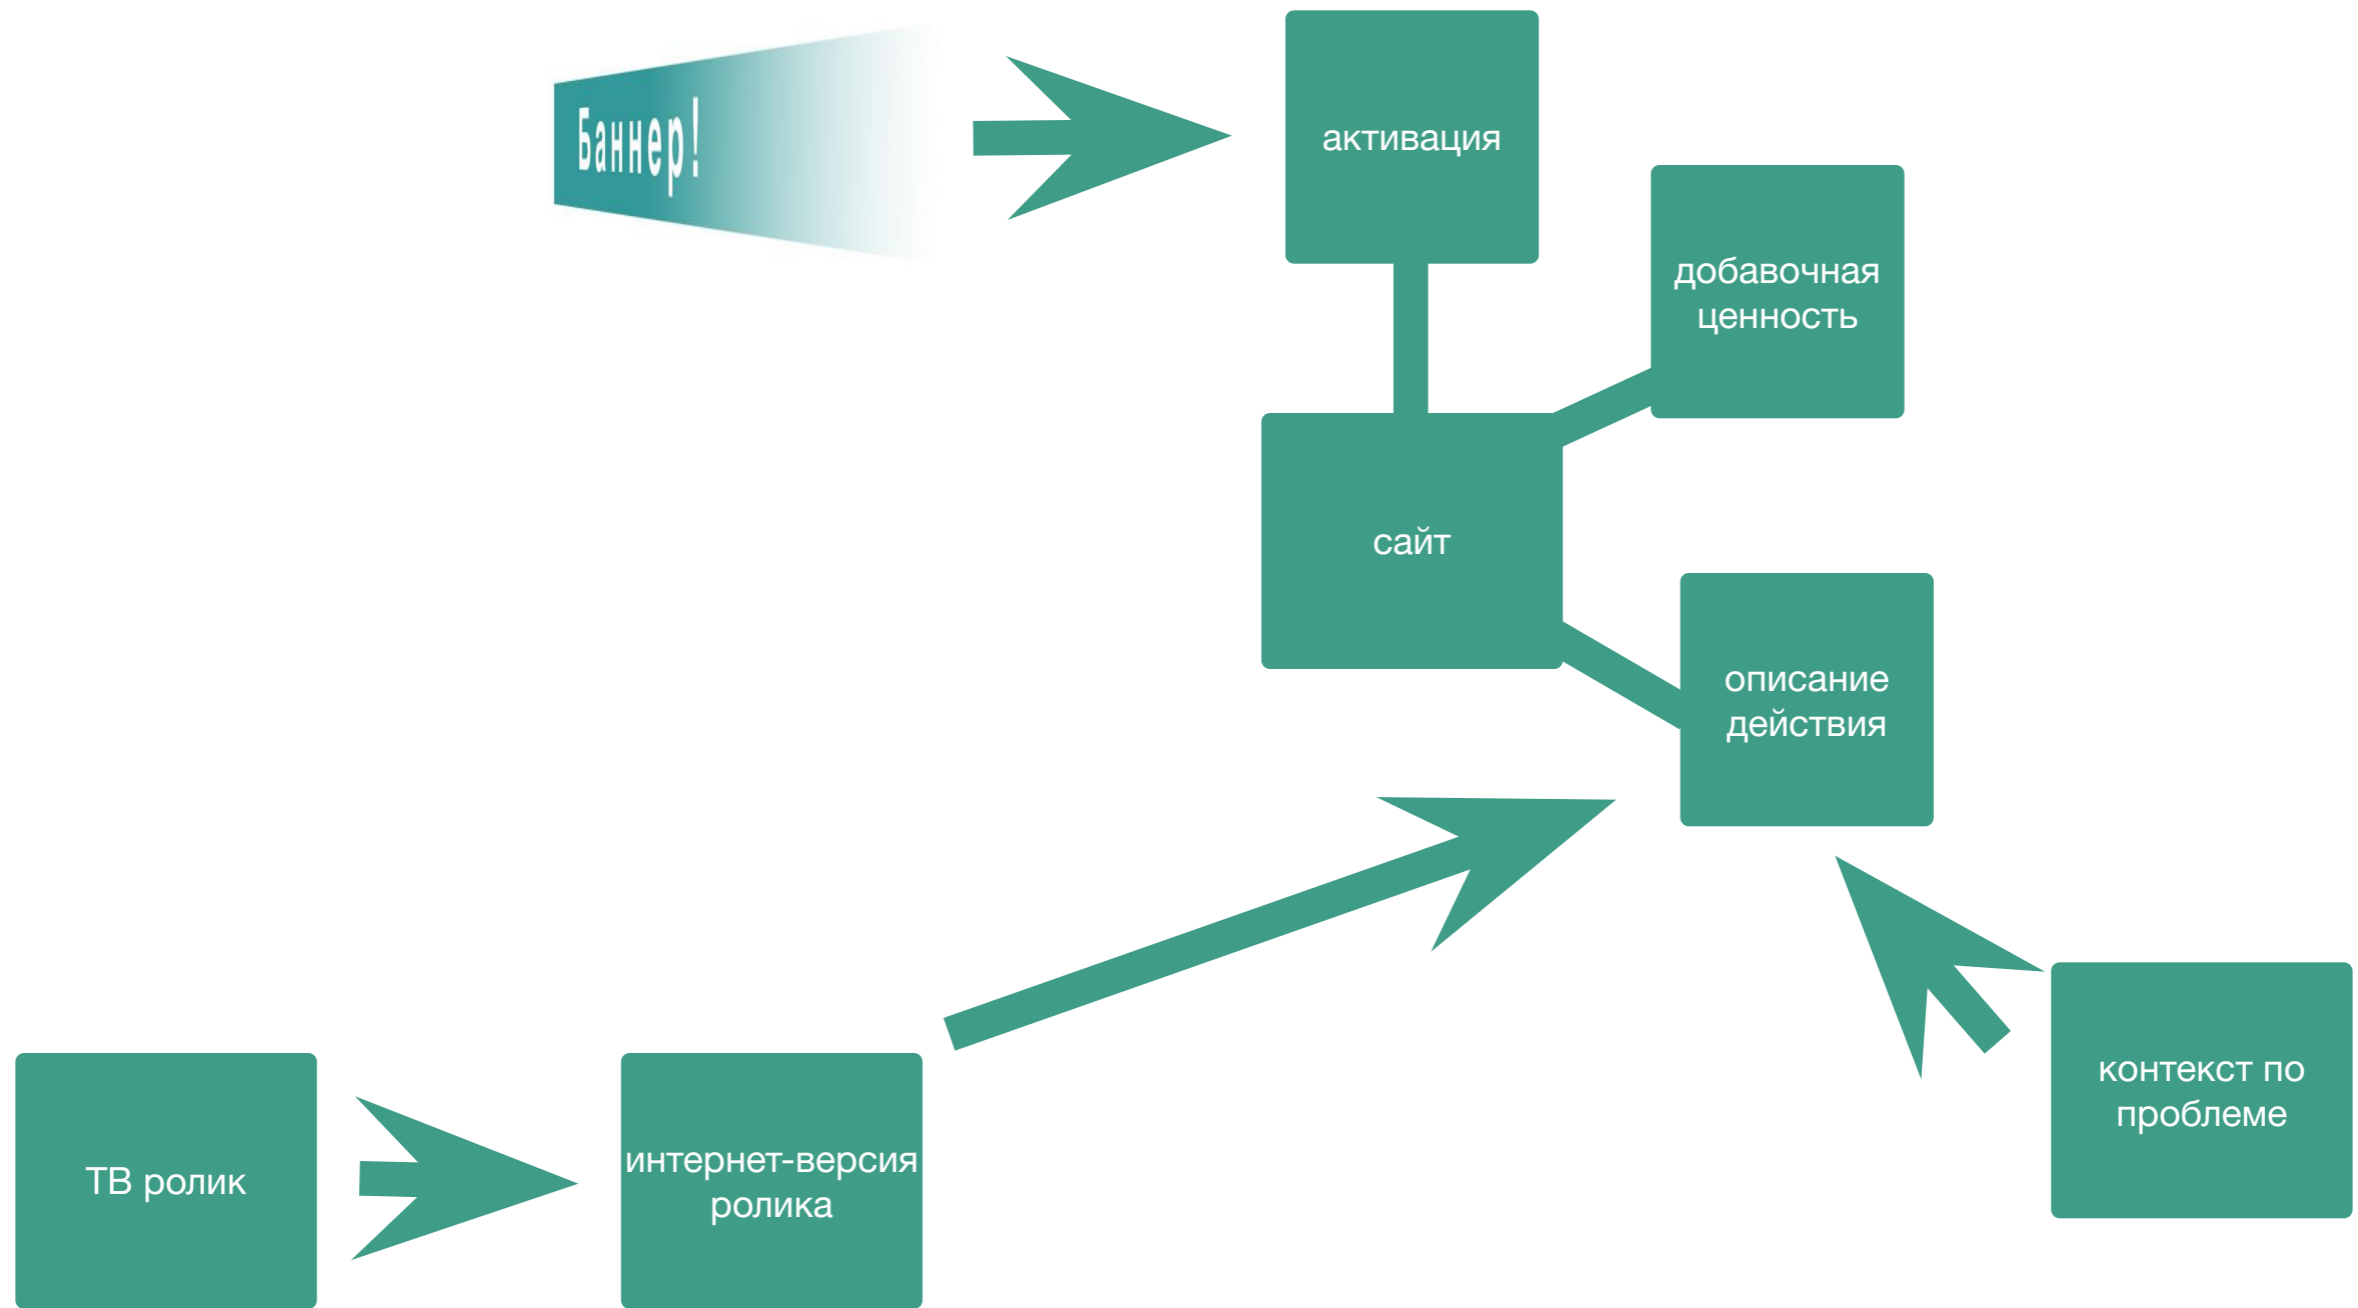 Баннер!
активация
добавочная
ценность
сайт
описание
действия
контекст по
проблеме
ТВ ролик
интернет-версия
ролика